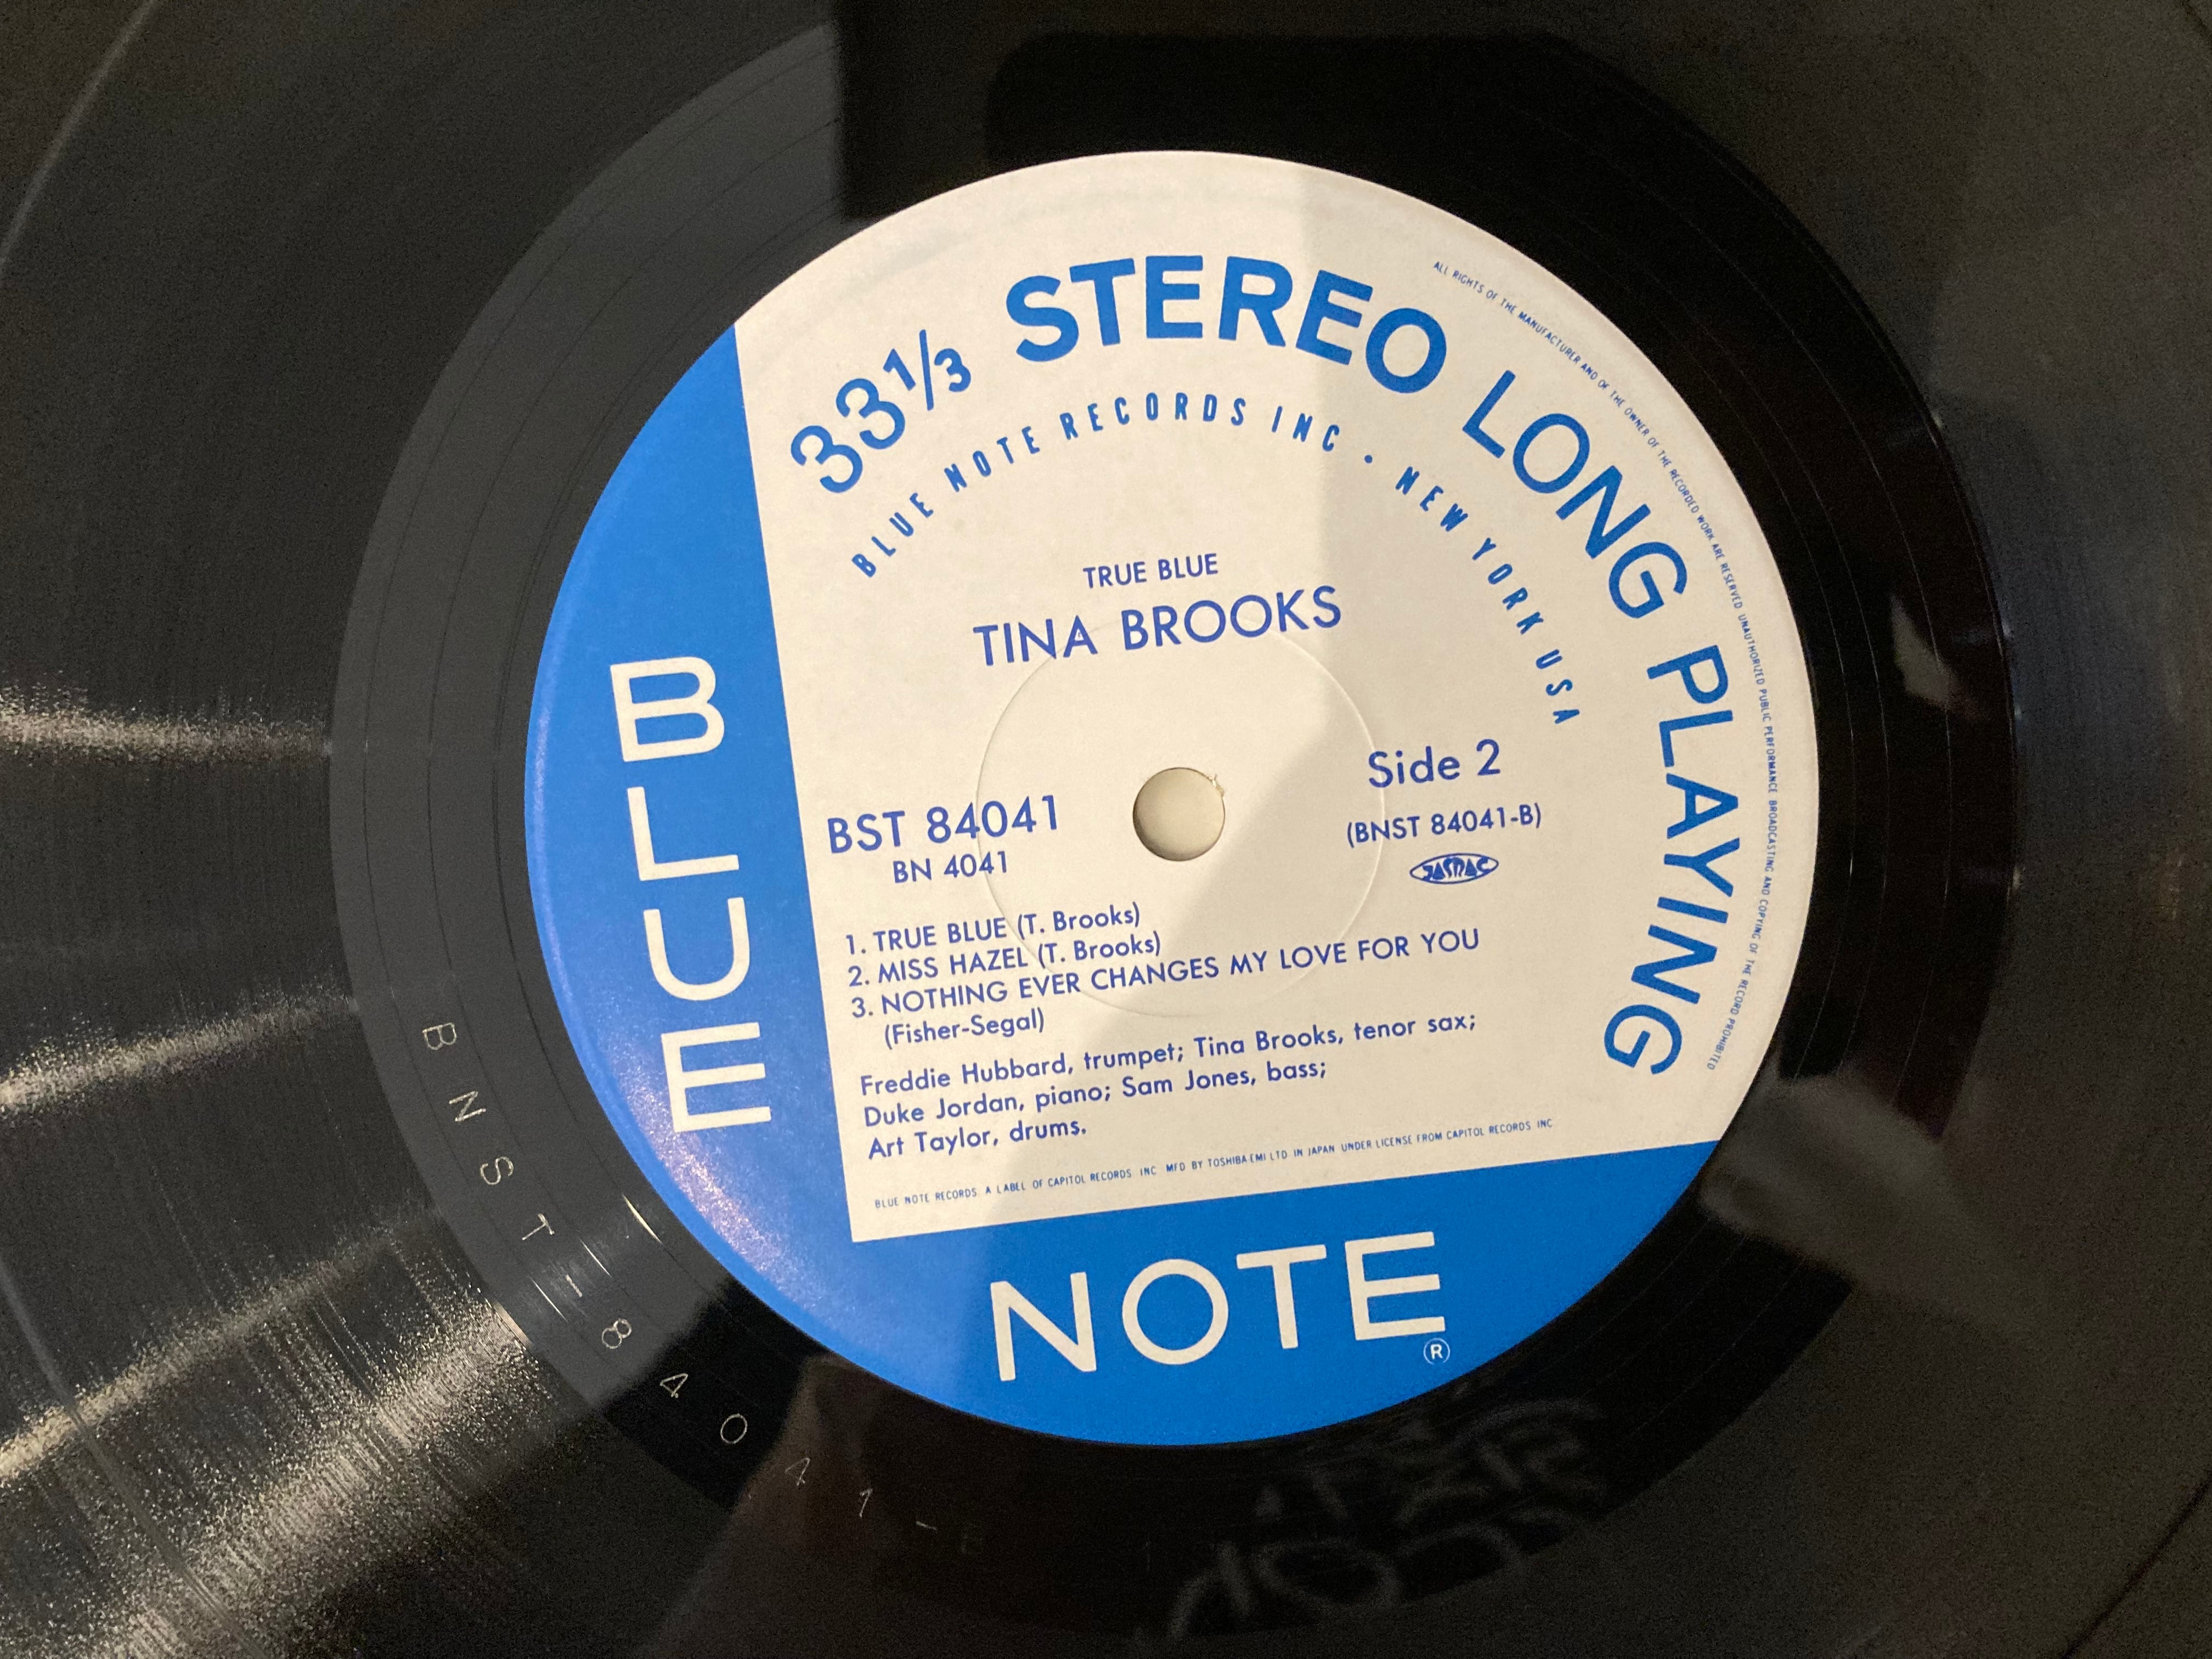 33 1/3 STEREO LONG PLAYING
BLUE NOTE RECORDS INC • NEW YORK USA
ALL RIGHTS OF THE MANUFACTURER AND OF THE OWNER OF THE RECORDED WORK ARE RESERVED UNAUTHORIZED PUBLIC PERFORMANCE BROADCASTING AND COPYING OF THE RECORD PROHIBITED
TRUE BLUE
TINA BROOKS
BST 84041
BN 4041
Side 2
(BNST 84041-B)
JASRAC
1. TRUE BLUE (T. Brooks)
2. MISS HAZEL (T. Brooks)
3. NOTHING EVER CHANGES MY LOVE FOR YOU
(Fisher-Segal)
Freddie Hubbard, trumpet; Tina Brooks, tenor sax;
Duke Jordan, piano; Sam Jones, bass;
Art Taylor, drums.
BLUE NOTE RECORDS A LABEL OF CAPITOL RECORDS INC MFD BY TOSHIBA EMI LTD IN JAPAN UNDER LICENSE FROM CAPITOL RECORDS INC
BLUE
NOTE
®
BNST-84041-B